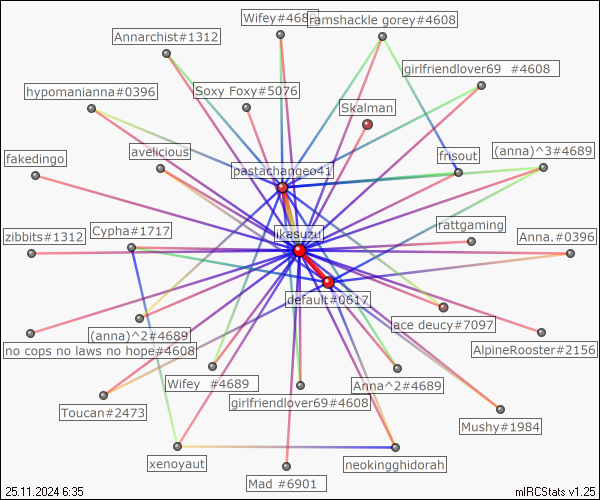 Wifey #4689
ramshackle gorey#4608
Annarchist#1312
girlfriendlover69 #4608
hypomanianna#0396
Soxy Foxy#5076
Skalman
fakedingo
avelicious
frisout
(anna)^3#4689
pastachangeo41
zibbits#1312
Cypha#1717
ikasuzu
rattgaming
Anna.#0396
default#0617
(anna)^2#4689
ace deucy#7097
no cops no laws no hope#4608
AlpineRooster#2156
Wifey #4689
Anna^2#4689
Toucan#2473
girlfriendlover69#4608
Mushy#1984
xenoyaut
neokingghidorah
Mad #6901
25.11.2024 6:35
mIRCStats v1.25